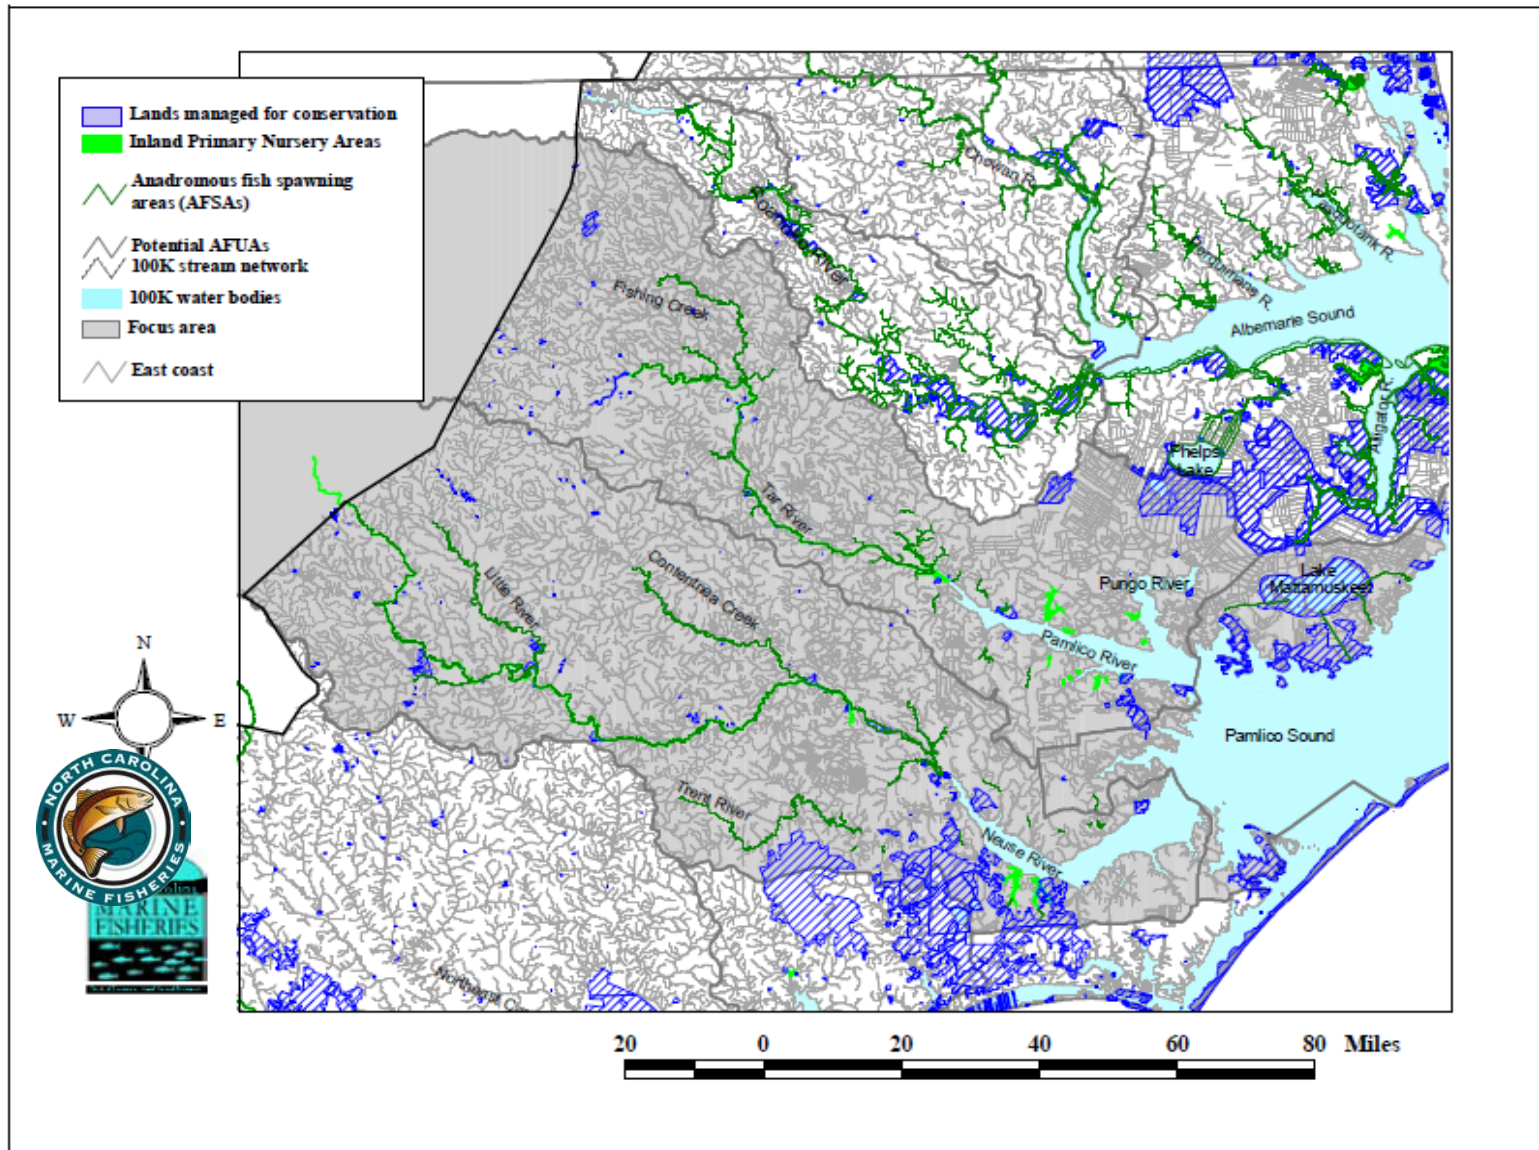 Lands managed for conservation
Inland Primary Nursery Areas
Anadromous fish spawning
areas (AFSAs)
Potential AFUAs
100K stream network
100K water bodies
Focus area
East coast
Chowan R.
Roanoke River
Pasquotank R.
Perquimans R.
Albemarle Sound
Fishing Creek
Alligator
Phelps
Lake
Tar River
Little River
Contentnea Creek
Pungo River
Lake
Mattamuskeet
Pamlico River
Pamlico Sound
Trent River
Neuse River
Northeast
N
W
E
NORTH CAROLINA
MARINE FISHERIES
MARINE
FISHERIES
20 0 20 40 60 80 Miles